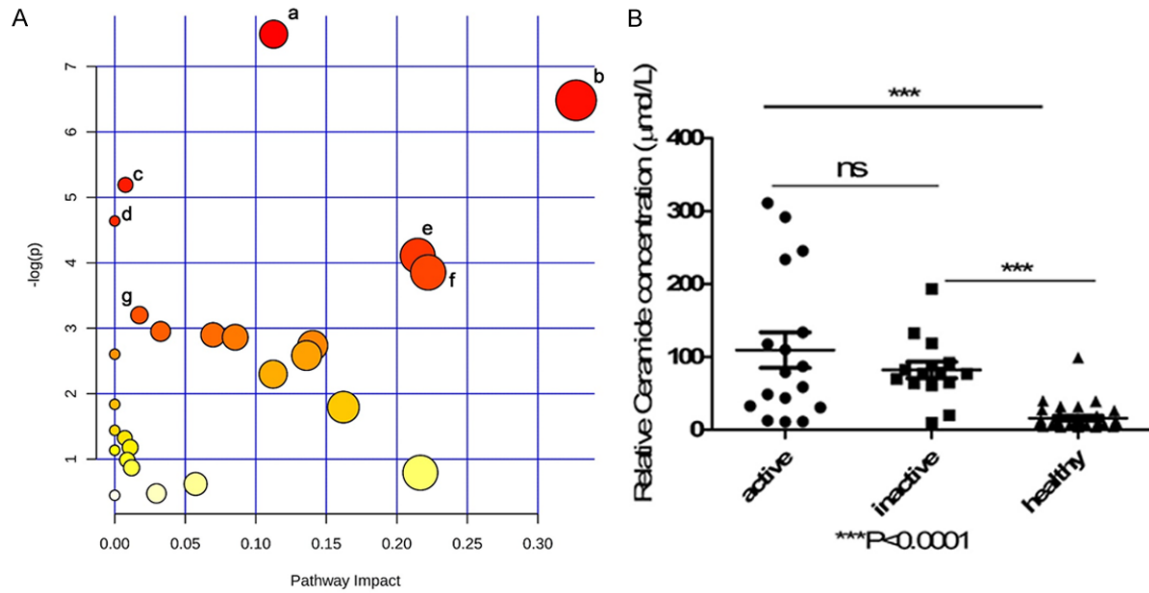 A
B
a
b
c
d
e
f
g
7
6
5
4
3
2
1
-log(p)
0.00 0.05 0.10 0.15 0.20 0.25 0.30
Pathway Impact
Relative Ceramide concentration (μmol/L)
400
300
200
100
0
***
ns
***
active
inactive
healthy
***P<0.0001